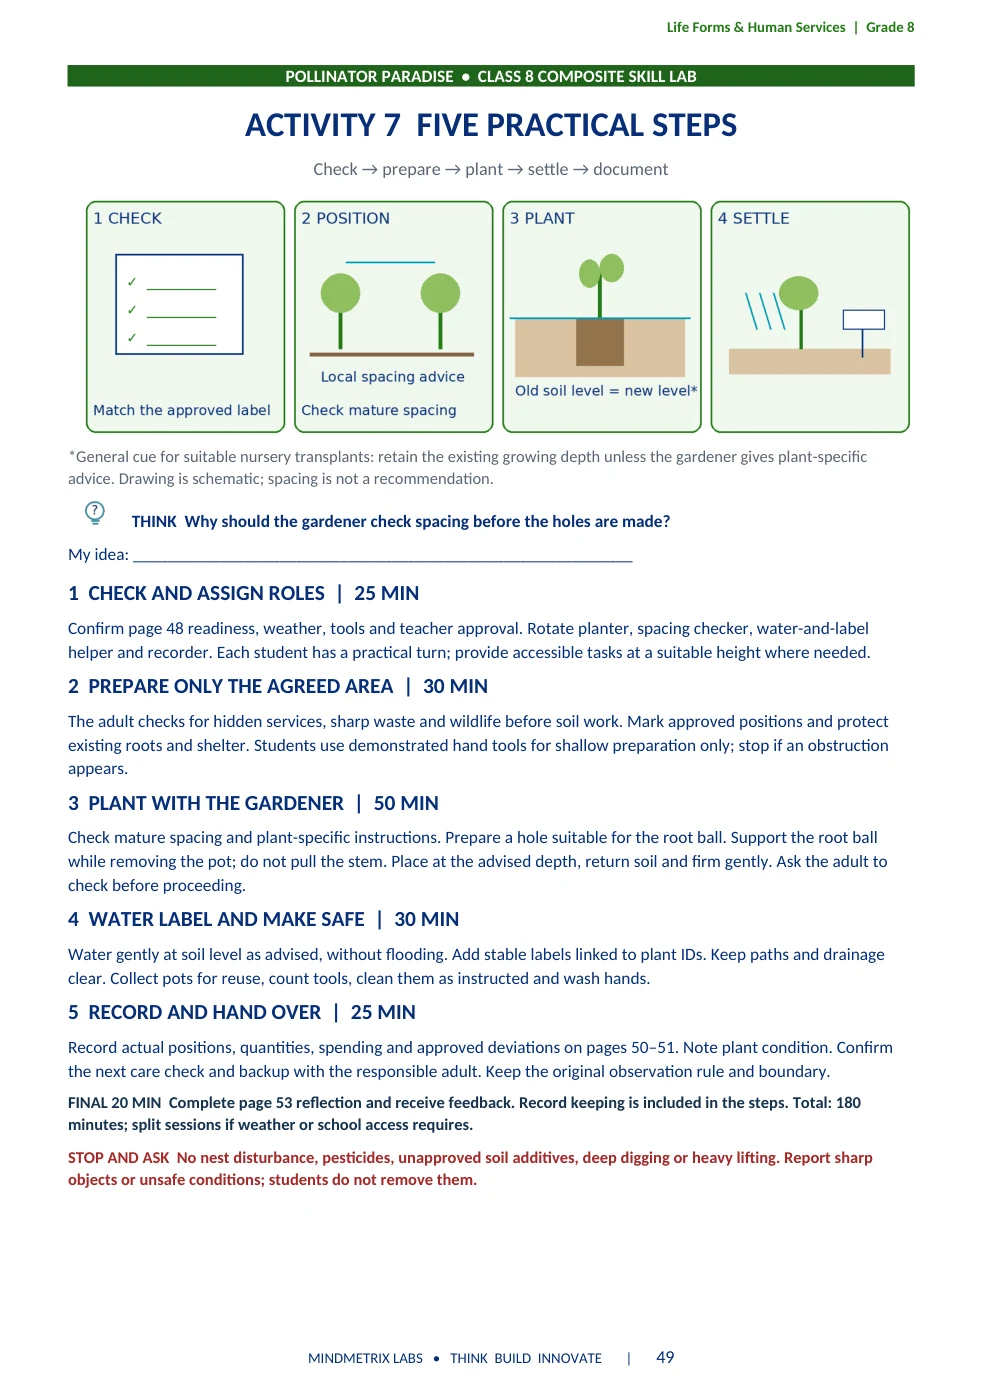 Life Forms & Human Services | Grade 8
POLLINATOR PARADISE ● CLASS 8 COMPOSITE SKILL LAB
ACTIVITY 7 FIVE PRACTICAL STEPS
Check → prepare → plant → settle → document
1 CHECK
✓ __________
✓ __________
✓ __________
Match the approved label
2 POSITION
Local spacing advice
Check mature spacing
3 PLANT
Old soil level = new level*
4 SETTLE
*General cue for suitable nursery transplants: retain the existing growing depth unless the gardener gives plant-specific
advice. Drawing is schematic; spacing is not a recommendation.
? THINK Why should the gardener check spacing before the holes are made?
My idea: ____________________________________________________________
1 CHECK AND ASSIGN ROLES | 25 MIN
Confirm page 48 readiness, weather, tools and teacher approval. Rotate planter, spacing checker, water-and-label
helper and recorder. Each student has a practical turn; provide accessible tasks at a suitable height where needed.
2 PREPARE ONLY THE AGREED AREA | 30 MIN
The adult checks for hidden services, sharp waste and wildlife before soil work. Mark approved positions and protect
existing roots and shelter. Students use demonstrated hand tools for shallow preparation only; stop if an obstruction
appears.
3 PLANT WITH THE GARDENER | 50 MIN
Check mature spacing and plant-specific instructions. Prepare a hole suitable for the root ball. Support the root ball
while removing the pot; do not pull the stem. Place at the advised depth, return soil and firm gently. Ask the adult to
check before proceeding.
4 WATER LABEL AND MAKE SAFE | 30 MIN
Water gently at soil level as advised, without flooding. Add stable labels linked to plant IDs. Keep paths and drainage
clear. Collect pots for reuse, count tools, clean them as instructed and wash hands.
5 RECORD AND HAND OVER | 25 MIN
Record actual positions, quantities, spending and approved deviations on pages 50–51. Note plant condition. Confirm
the next care check and backup with the responsible adult. Keep the original observation rule and boundary.
FINAL 20 MIN Complete page 53 reflection and receive feedback. Record keeping is included in the steps. Total: 180
minutes; split sessions if weather or school access requires.
STOP AND ASK No nest disturbance, pesticides, unapproved soil additives, deep digging or heavy lifting. Report sharp
objects or unsafe conditions; students do not remove them.
MINDMETRIX LABS ● THINK BUILD INNOVATE | 49